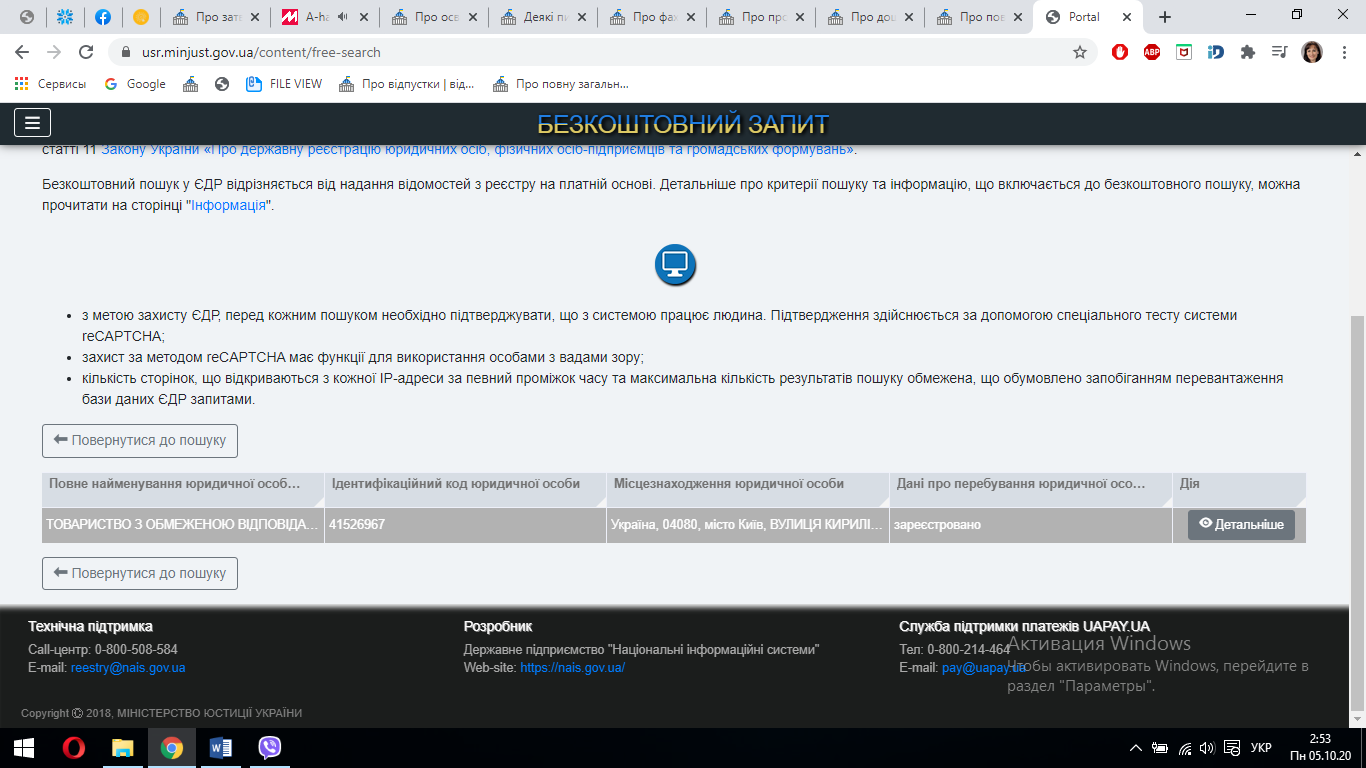 Про зате
A-ha
Про осв
Деякі пи
Про фах
Про про
Про дош
Про пов
Portal
usr.minjust.gov.ua/content/free-search
Сервисы
Google
FILE VIEW
Про відпустки | від...
Про повну загальн...
БЕЗКОШТОВНИЙ ЗАПИТ
статті 11 Закону України «Про державну реєстрацію юридичних осіб, фізичних осіб-підприємців та громадських формувань».
Безкоштовний пошук у ЄДР відрізняється від надання відомостей з реєстру на платній основі. Детальніше про критерії пошуку та інформацію, що включається до безкоштовного пошуку, можна
прочитати на сторінці "Інформація".
з метою захисту ЄДР, перед кожним пошуком необхідно підтверджувати, що з системою працює людина. Підтвердження здійснюється за допомогою спеціального тесту системи
reCAPTCHA;
захист за методом reCAPTCHA має функції для використання особами з вадами зору;
кількість сторінок, що відкриваються з кожної IP-адреси за певний проміжок часу та максимальна кількість результатів пошуку обмежена, що обумовлено запобіганням перевантаження
бази даних ЄДР запитами.
Повернутися до пошуку
Повне найменування юридичної особ...
Ідентифікаційний код юридичної особи
Місцезнаходження юридичної особи
Дані про перебування юридичної осо...
Дія
ТОВАРИСТВО З ОБМЕЖЕНОЮ ВІДПОВІДА...
41526967
Україна, 04080, місто Київ, ВУЛИЦЯ КИРИЛІ...
зареєстровано
Детальніше
Повернутися до пошуку
Технічна підтримка
Call-центр: 0-800-508-584
E-mail: reestry@nais.gov.ua
Розробник
Державне підприємство "Національні інформаційні системи"
Web-site: https://nais.gov.ua/
Служба підтримки платежів UAPAY.UA
Тел: 0-800-214-464
E-mail: pay@uapay.ua
Активация Windows
Чтобы активировать Windows, перейдите в
раздел "Параметры".
Copyright © 2018, МІНІСТЕРСТВО ЮСТИЦІЇ УКРАЇНИ
УКР
2:53
Пн 05.10.20